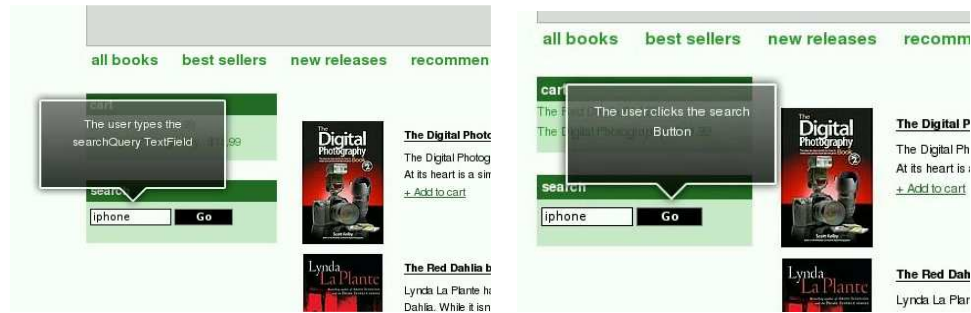 all books best sellers new releases recommen
cart
The user types the
searchQuery TextField
search
iphone Go
The
Digital
Photography
Book
2
Scott Kelby
The Digital Photo
The Digital Photog
At its heart is a sim
+ Add to cart
Lynda
La Plante
The Red Dahlia b
Lynda La Plante ha
Dahlia. While it isn
all books best sellers new releases recomm
cart
The user clicks the search
Button
search
iphone Go
The
Digital
Photography
Book
2
Scott Kelby
The Digital P
The Digital Ph
At its heart is a
+ Add to cart
Lynda
La Plante
The Red Dah
Lynda La Plan